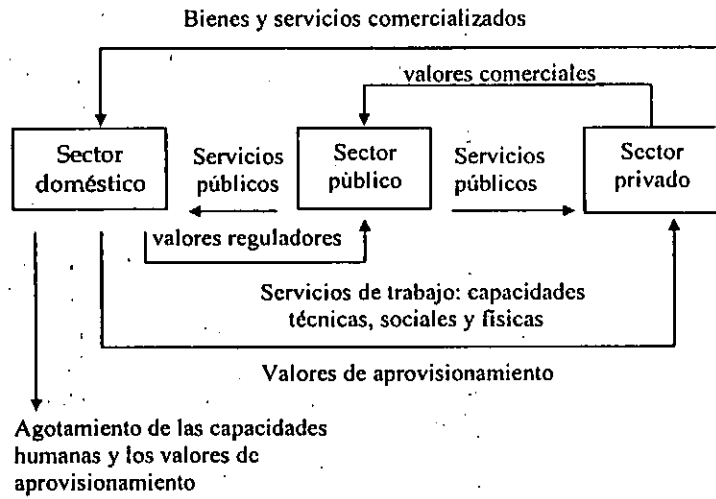 Bienes y servicios comercializados
valores comerciales
Sector
doméstico
Servicios
públicos
Sector
pùblico
Servicios
públicos
Sector
privado
valores reguladores
Servicios de trabajo: capacidades
técnicas, sociales y físicas
Valores de aprovisionamiento
Agotamiento de las capacidades
humanas y los valores de
aprovisionamiento